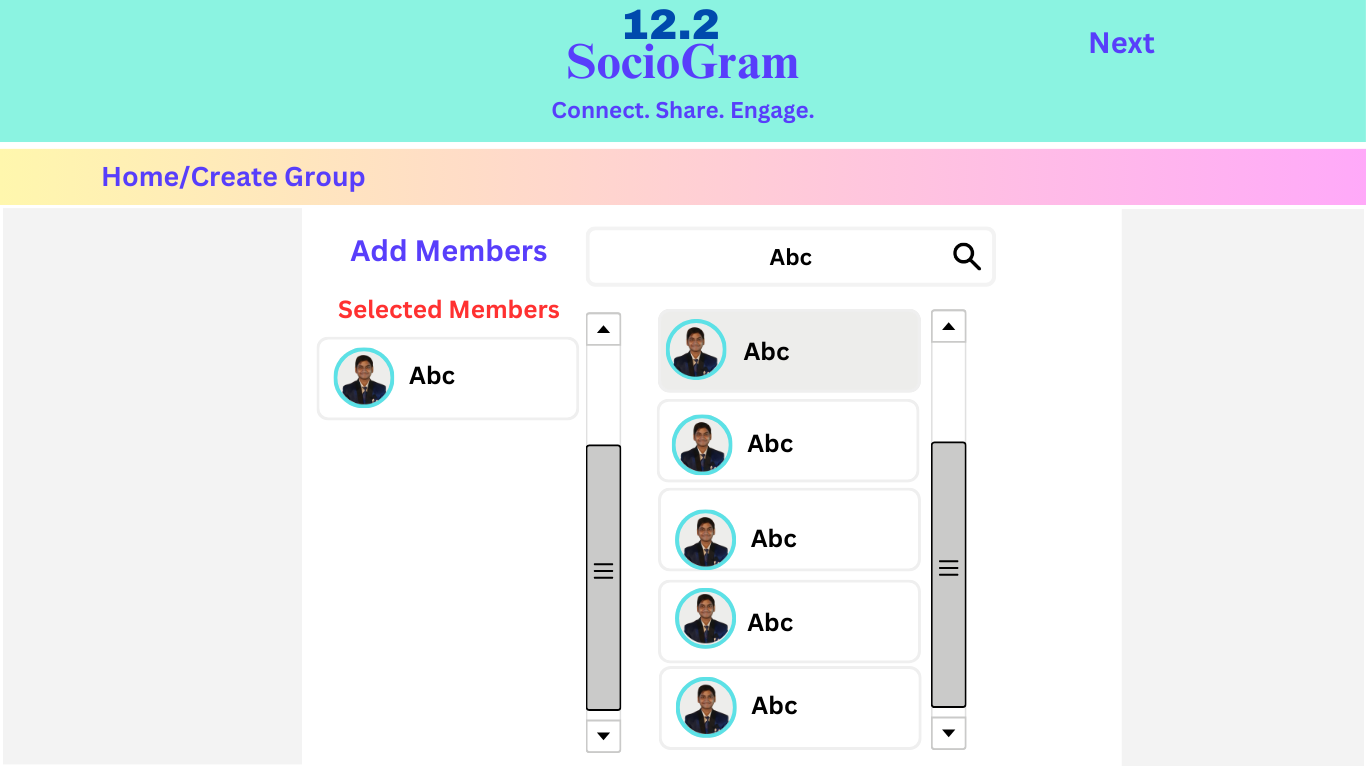 12.2
SocioGram
Next
Connect. Share. Engage.
Home/Create Group
Add Members
Abc
Selected Members
Abc
Abc
Abc
Abc
Abc
Abc